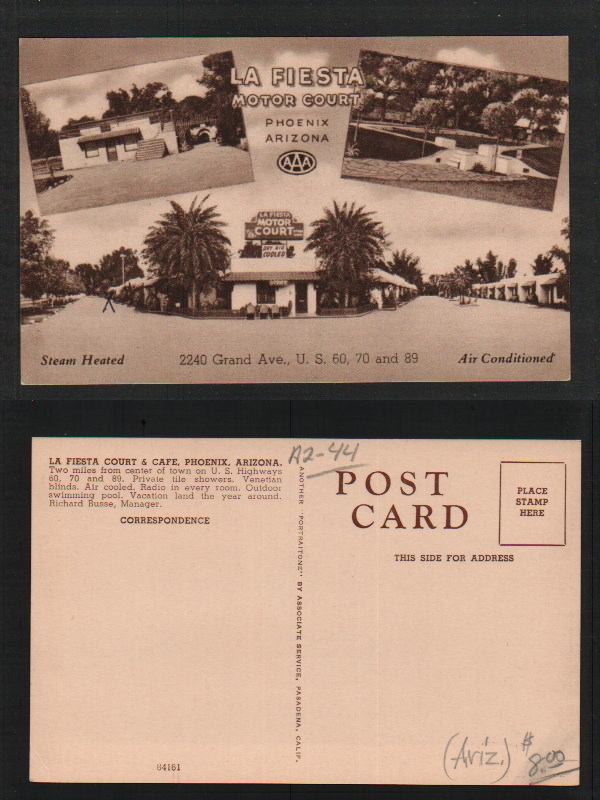 LA FIESTA
MOTOR COURT
PHOENIX
ARIZONA
AAA
LA FIESTA
MOTOR
COURT
DRY AIR
COOLED
Steam Heated
2240 Grand Ave., U. S. 60, 70 and 89
Air Conditioned
LA FIESTA COURT & CAFE, PHOENIX, ARIZONA.
Two miles from center of town on U. S. Highways
60, 70 and 89. Private tile showers. Venetian
blinds. Air cooled. Radio in every room. Outdoor
swimming pool. Vacation land the year around.
Richard Busse, Manager.
CORRESPONDENCE
84161
A2-44
ANOTHER "PORTRAITONE" BY ASSOCIATE SERVICE, PASADENA, CALIF.
POST
CARD
PLACE
STAMP
HERE
THIS SIDE FOR ADDRESS
(Ariz.) $8.00